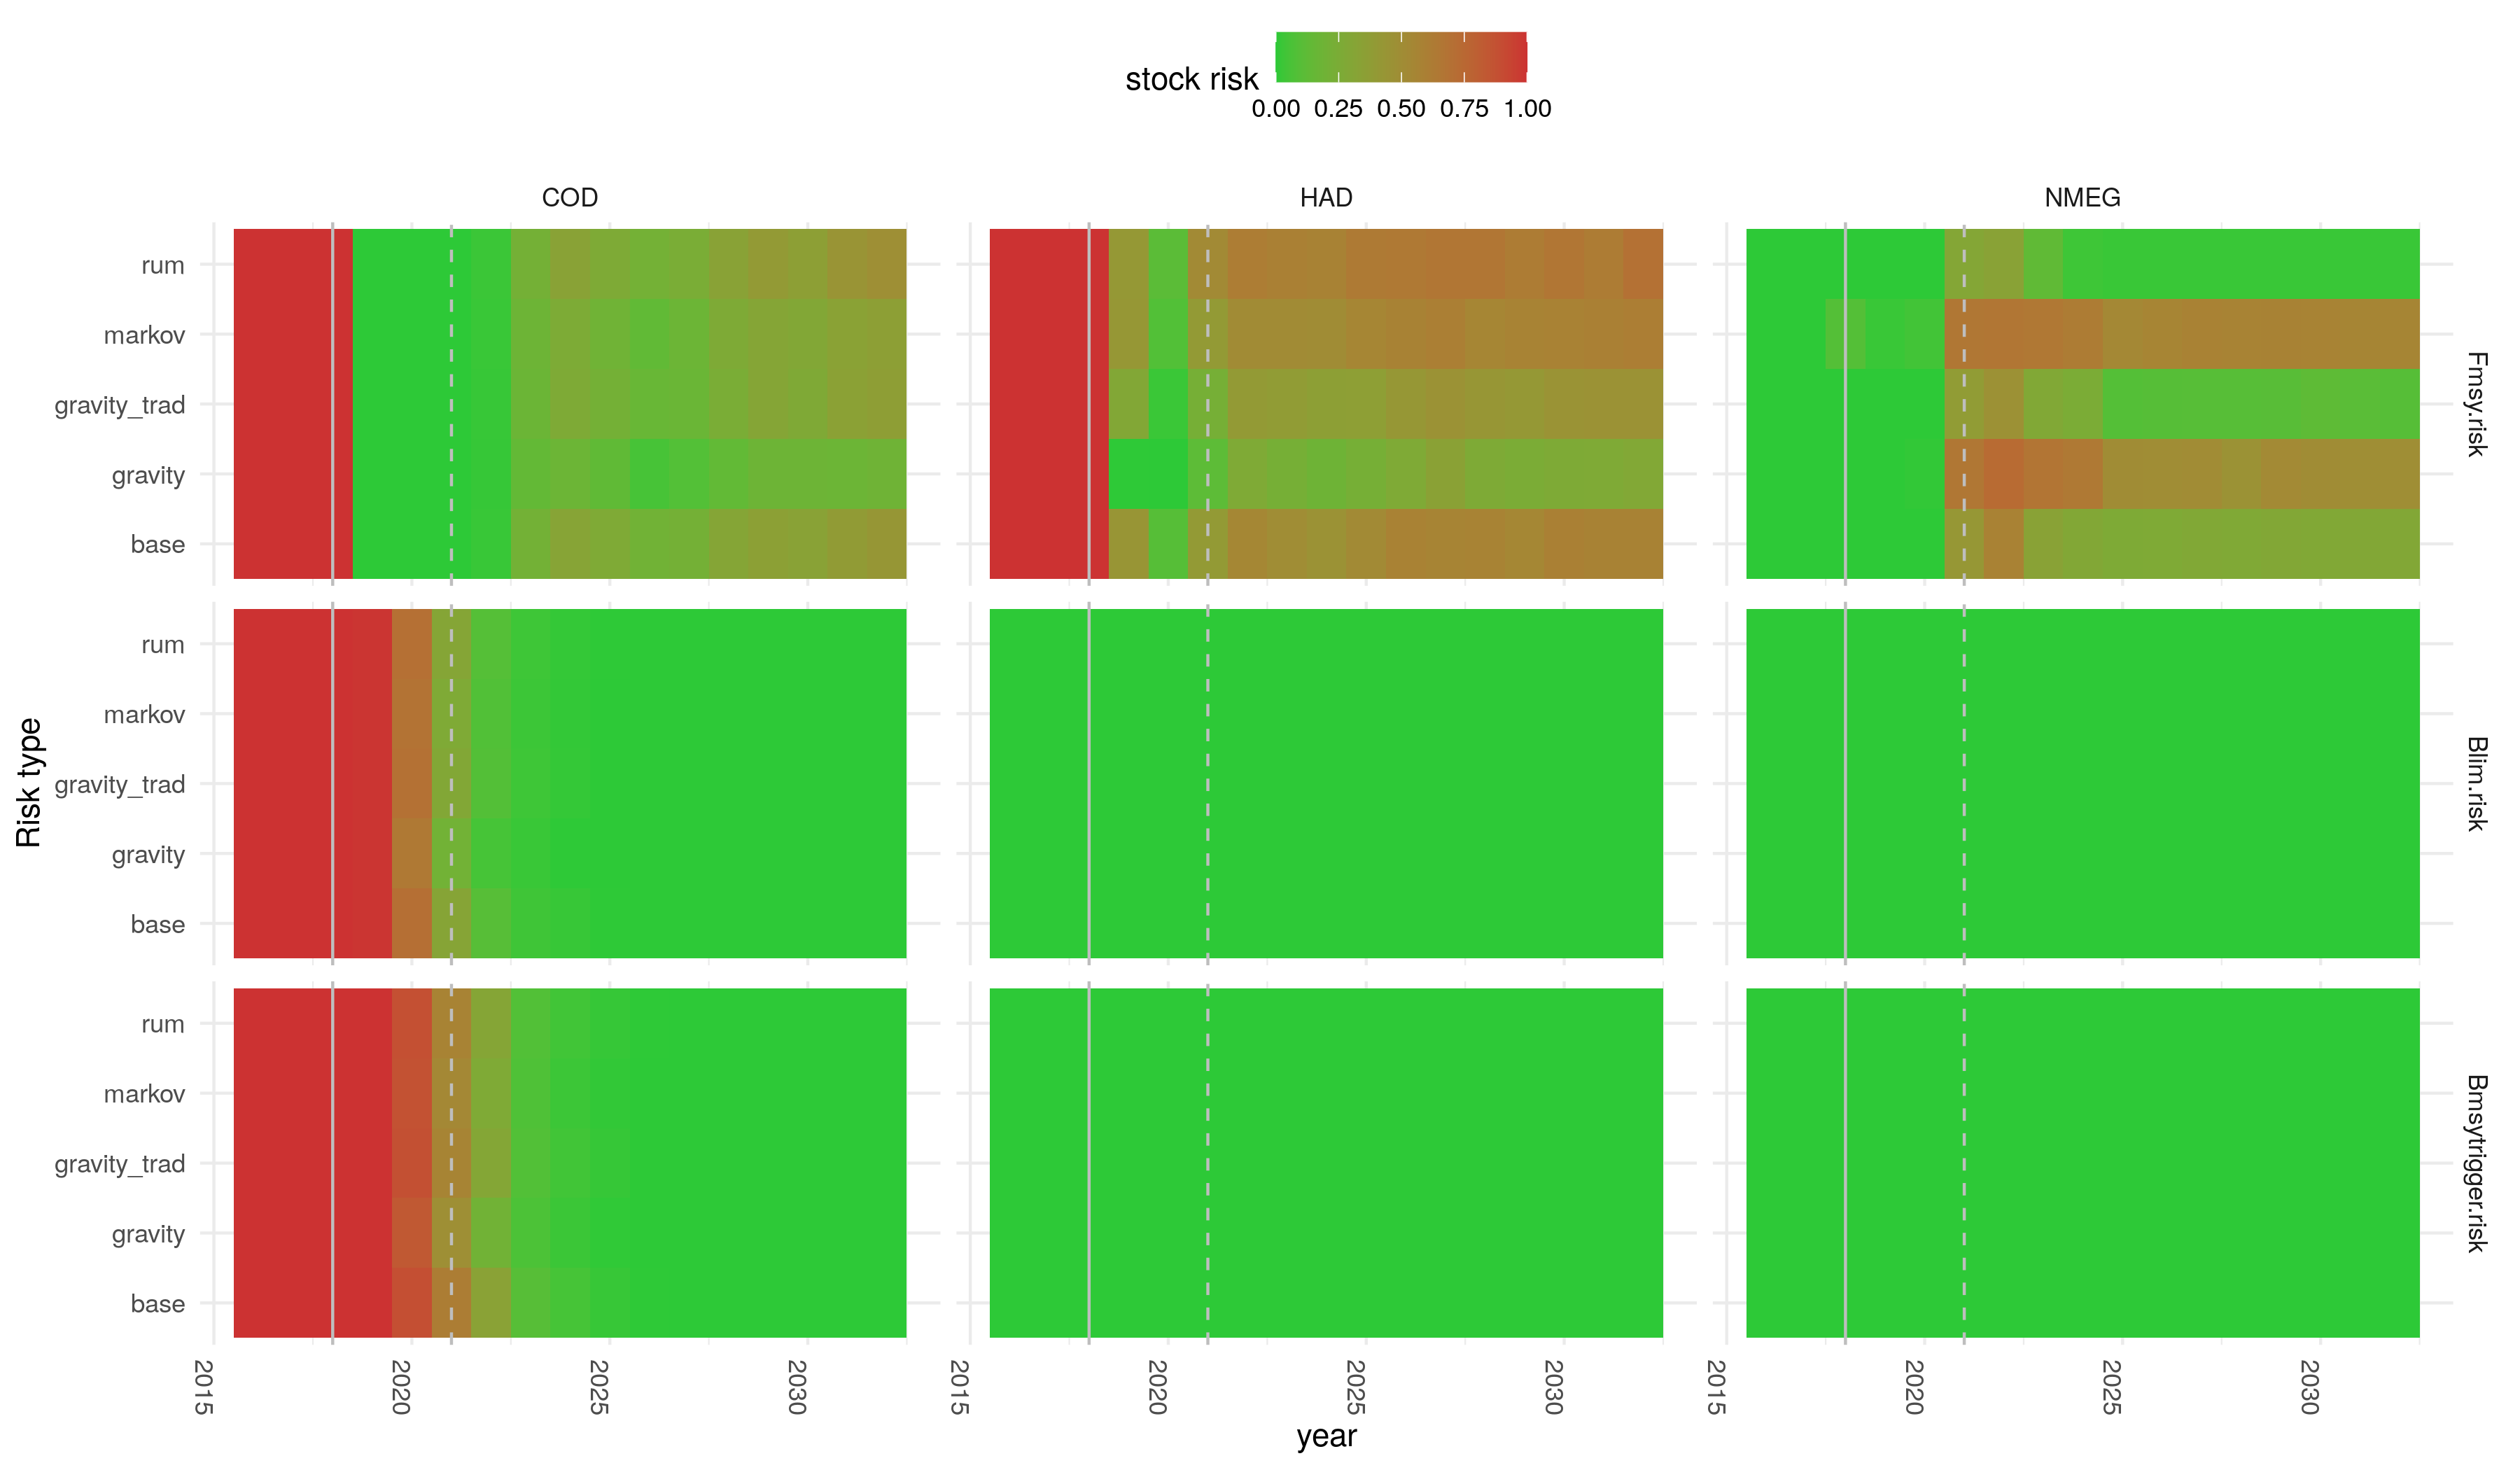 stock risk
0.00 0.25 0.50 0.75 1.00
COD HAD NMEG
rum
markov
gravity_trad
gravity
base
Fmsy.risk
rum
markov
gravity_trad
gravity
base
Blim.risk
rum
markov
gravity_trad
gravity
base
Bmsytrigger.risk
Risk type
2015 2020 2025 2030 2015 2020 2025 2030 2015 2020 2025 2030
year